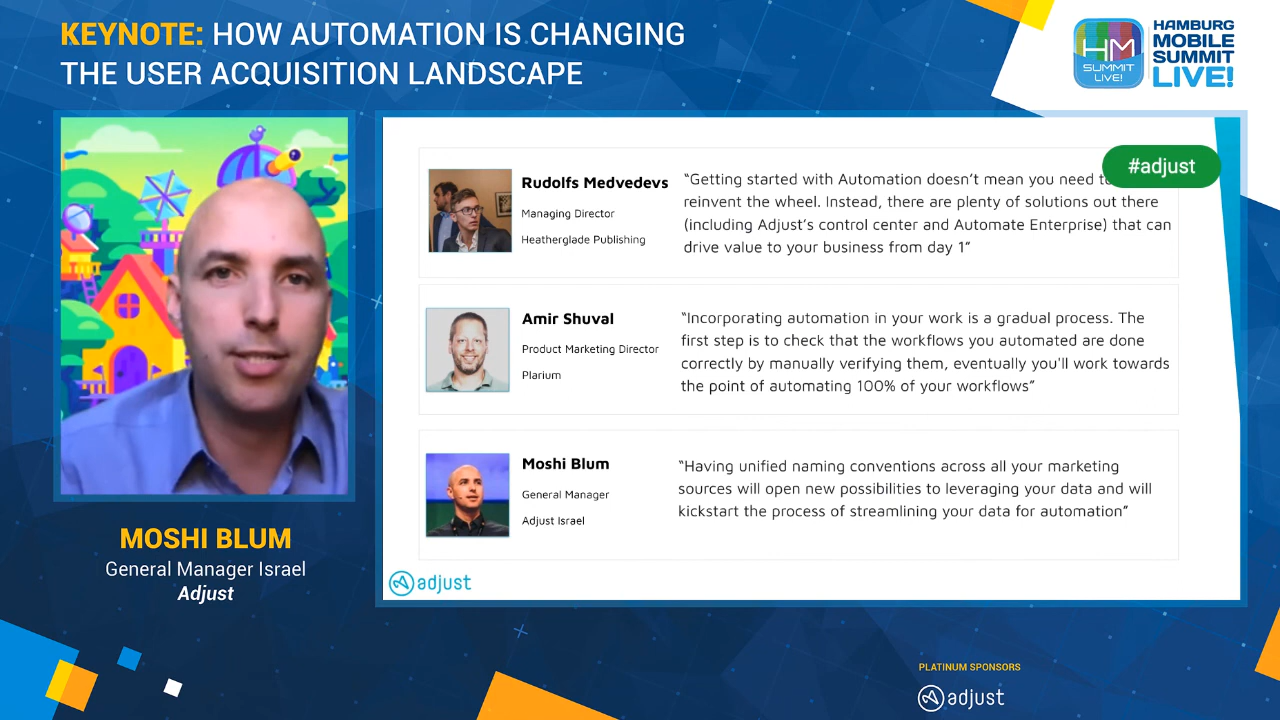 KEYNOTE: HOW AUTOMATION IS CHANGING
THE USER ACQUISITION LANDSCAPE
HM
SUMMIT
LIVE!
HAMBURG
MOBILE
SUMMIT
LIVE!
#adjust
Rudolfs Medvedevs
Managing Director
Heatherglade Publishing
“Getting started with Automation doesn’t mean you need
reinvent the wheel. Instead, there are plenty of solutions out there
(including Adjust’s control center and Automate Enterprise) that can
drive value to your business from day 1”
Amir Shuval
Product Marketing Director
Plarium
“Incorporating automation in your work is a gradual process. The
first step is to check that the workflows you automated are done
correctly by manually verifying them, eventually you'll work towards
the point of automating 100% of your workflows”
Moshi Blum
General Manager
Adjust Israel
“Having unified naming conventions across all your marketing
sources will open new possibilities to leveraging your data and will
kickstart the process of streamlining your data for automation”
adjust
MOSHI BLUM
General Manager Israel
Adjust
PLATINUM SPONSORS
adjust